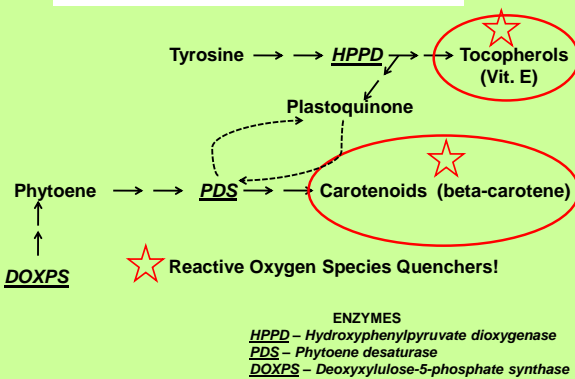 Tyrosine HPPD Tocopherols
(Vit. E)
Plastoquinone
Phytoene PDS Carotenoids (beta-carotene)
DOXPS
Reactive Oxygen Species Quenchers!
ENZYMES
HPPD – Hydroxyphenylpyruvate dioxygenase
PDS – Phytoene desaturase
DOXPS – Deoxyxylulose-5-phosphate synthase